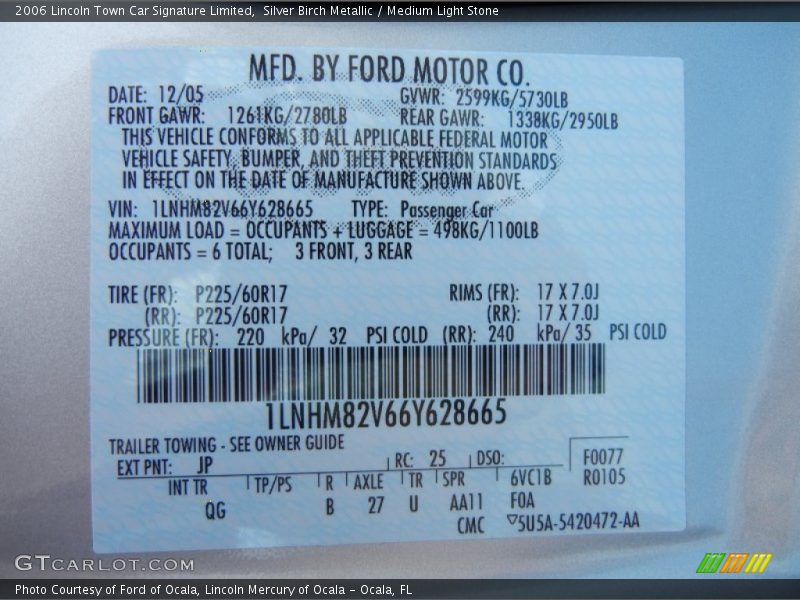 2006 Lincoln Town Car Signature Limited,  Silver Birch Metallic / Medium Light Stone
MFD. BY FORD MOTOR CO.
DATE: 12/05 GVWR: 2599KG/5730LB
FRONT GAWR: 1261KG/2780LB REAR GAWR: 1338KG/2950LB
THIS VEHICLE CONFORMS TO ALL APPLICABLE FEDERAL MOTOR
VEHICLE SAFETY, BUMPER, AND THEFT PREVENTION STANDARDS
IN EFFECT ON THE DATE OF MANUFACTURE SHOWN ABOVE.
VIN: 1LNHM82V66Y628665 TYPE: Passenger Car
MAXIMUM LOAD = OCCUPANTS + LUGGAGE = 498KG/1100LB
OCCUPANTS = 6 TOTAL; 3 FRONT, 3 REAR
TIRE (FR): P225/60R17 RIMS (FR): 17 X 7.0J
(RR): P225/60R17 (RR): 17 X 7.0J
PRESSURE (FR): 220 kPa/ 32 PSI COLD (RR): 240 kPa/ 35 PSI COLD
1LNHM82V66Y628665
TRAILER TOWING - SEE OWNER GUIDE
EXT PNT: JP RC: 25 DSO: F0077
INT TR TP/PS R AXLE TR SPR 6VC1B R0105
QG B 27 U AA11 F0A
CMC 5U5A-5420472-AA
GTCARLOT.COM
Photo Courtesy of Ford of Ocala, Lincoln Mercury of Ocala – Ocala, FL